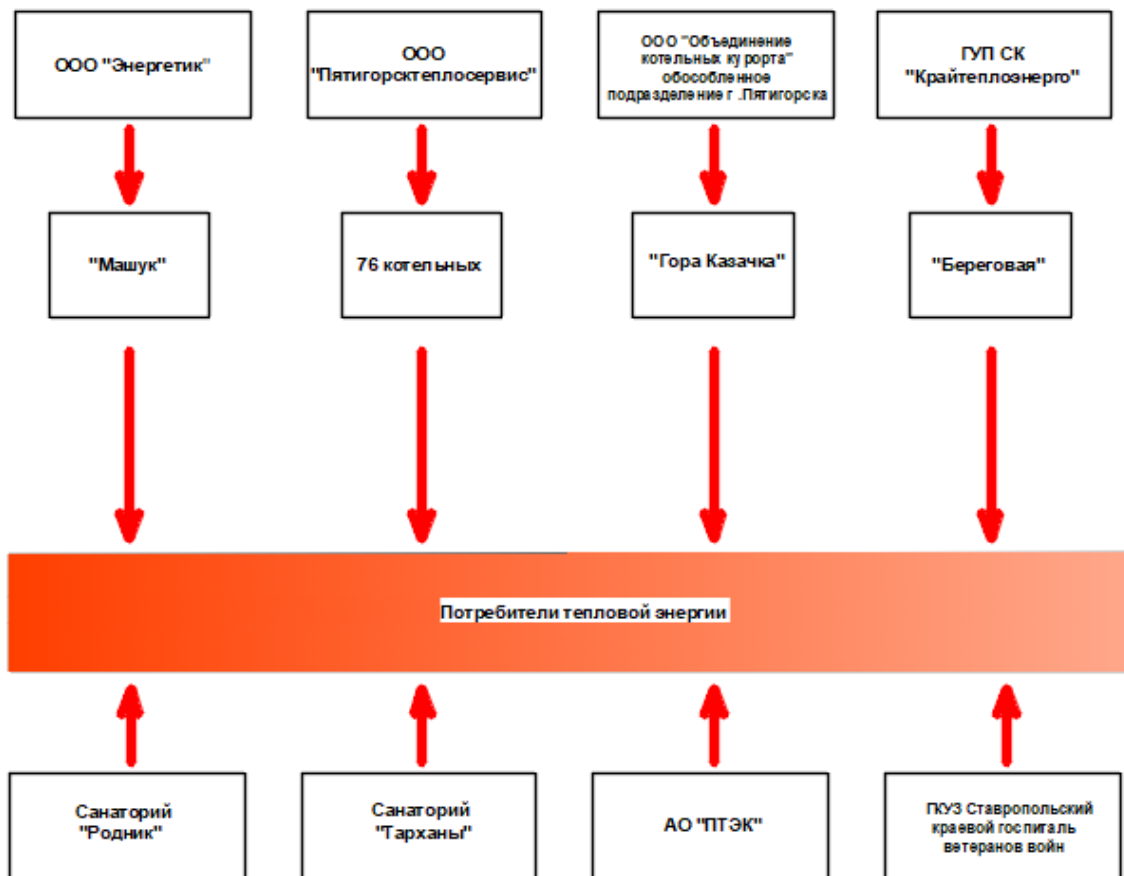 ООО "Энергетик"
ООО
"Пятигорсктеплосервис"
ООО "Объединение
котельных курорта"
обособленное
подразделение г .Пятигорска
ГУП СК
"Крайтеплоэнерго"
"Машук"
76 котельных
"Гора Казачка"
"Береговая"
Потребители тепловой энергии
Санаторий
"Родник"
Санаторий
"Тарханы"
АО "ПТЭК"
ГКУЗ Ставропольский
краевой госпиталь
ветеранов войн